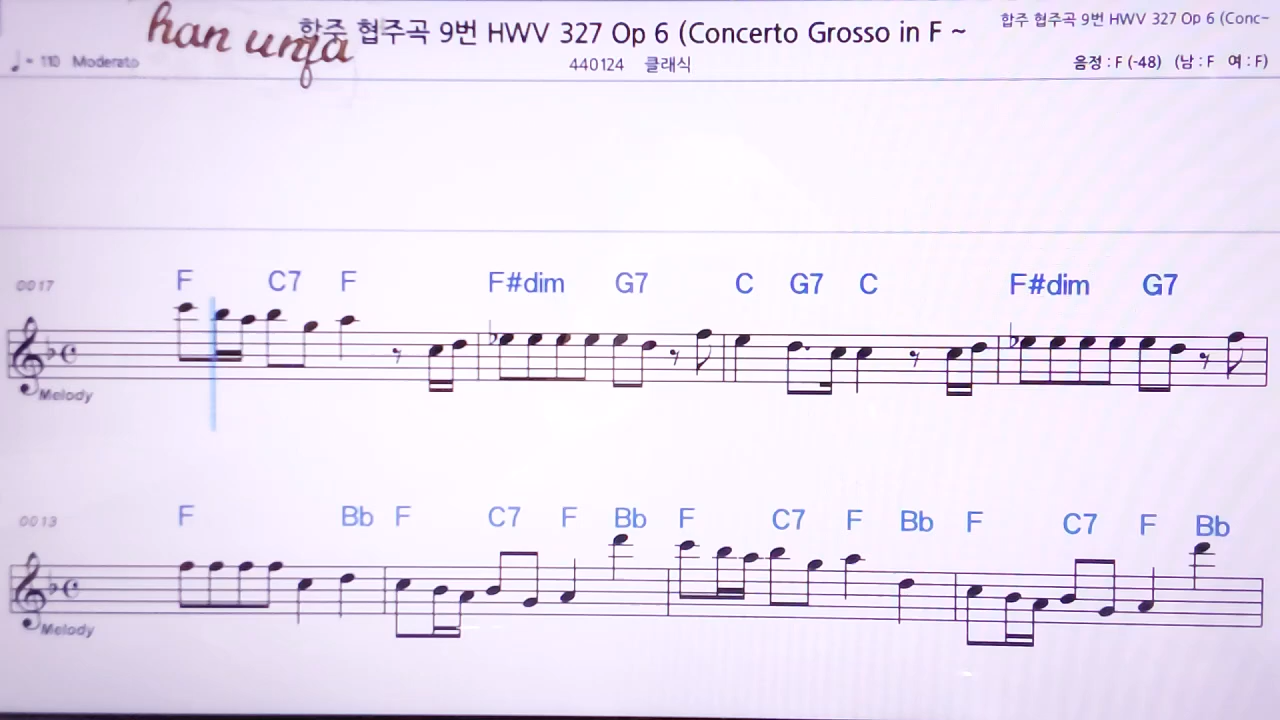 han unja
합주 협주곡 9번 HWV 327 Op 6 (Concerto Grosso in F ~
합주 협주곡 9번 HWV 327 Op 6 (Conc~
♩ = 110 Moderato
440124 클래식
음정 : F (-48) (남 : F 여 : F)
0017
F C7 F F#dim G7 C G7 C F#dim G7
Melody
0013
F Bb F C7 F Bb F C7 F Bb F C7 F Bb
Melody